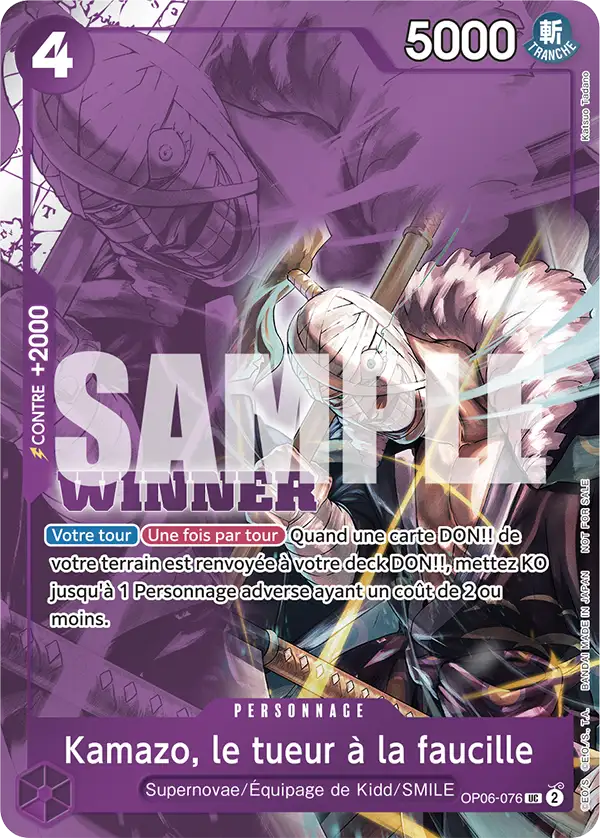 4
5000
斬
TRANCHE
Katsuo Tadano
CONTRE +2000
SAMPLE
WINNER
Votre tour Une fois par tour Quand une carte DON!! de
votre terrain est renvoyée à votre deck DON!!, mettez KO
jusqu'à 1 Personnage adverse ayant un coût de 2 ou
moins.
©E.O/S. ©E.O./S., T.A. BANDAI MADE IN JAPAN NOT FOR SALE
PERSONNAGE
Kamazo, le tueur à la faucille
Supernovae/Équipage de Kidd/SMILE
OP06-076 UC 2